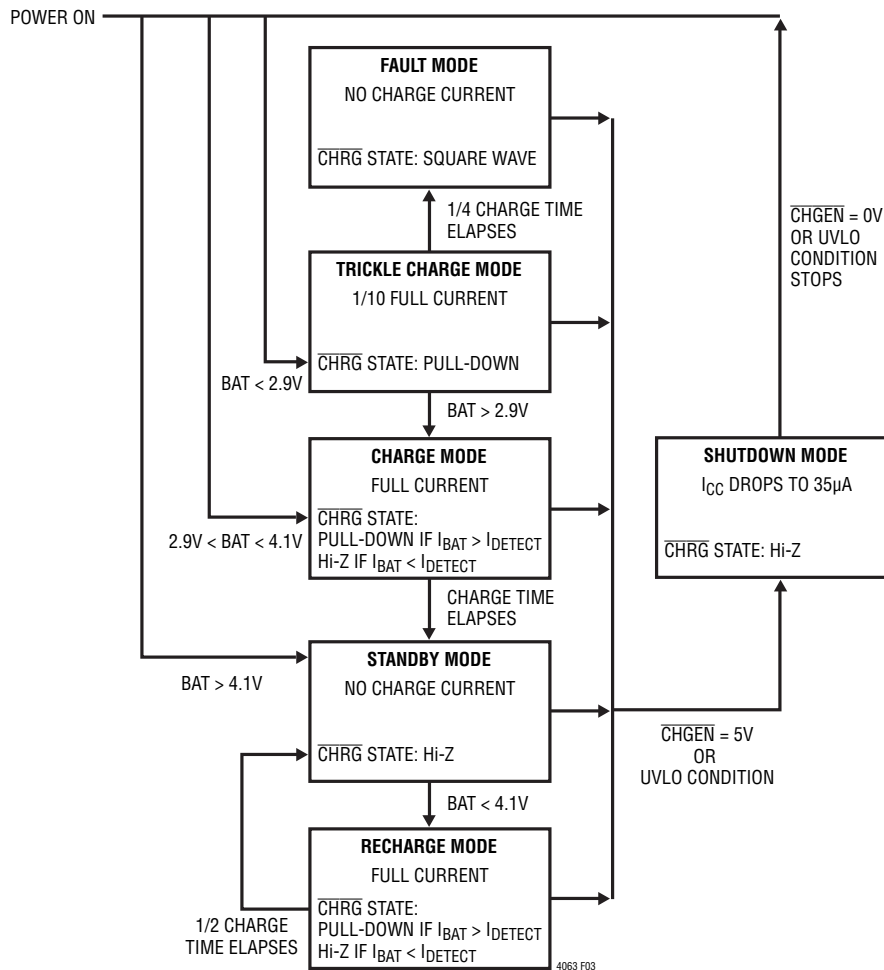 POWER ON
FAULT MODE
NO CHARGE CURRENT
CHRG STATE: SQUARE WAVE
1/4 CHARGE TIME
ELAPSES
TRICKLE CHARGE MODE
1/10 FULL CURRENT
CHRG STATE: PULL-DOWN
BAT < 2.9V
BAT > 2.9V
CHARGE MODE
FULL CURRENT
CHRG STATE:
PULL-DOWN IF IBAT > IDETECT
Hi-Z IF IBAT < IDETECT
2.9V < BAT < 4.1V
CHARGE TIME
ELAPSES
STANDBY MODE
NO CHARGE CURRENT
CHRG STATE: Hi-Z
BAT > 4.1V
BAT < 4.1V
RECHARGE MODE
FULL CURRENT
CHRG STATE:
PULL-DOWN IF IBAT > IDETECT
Hi-Z IF IBAT < IDETECT
1/2 CHARGE
TIME ELAPSES
CHGEN = 0V
OR UVLO
CONDITION
STOPS
SHUTDOWN MODE
ICC DROPS TO 35µA
CHRG STATE: Hi-Z
CHGEN = 5V
OR
UVLO CONDITION
4063 F03